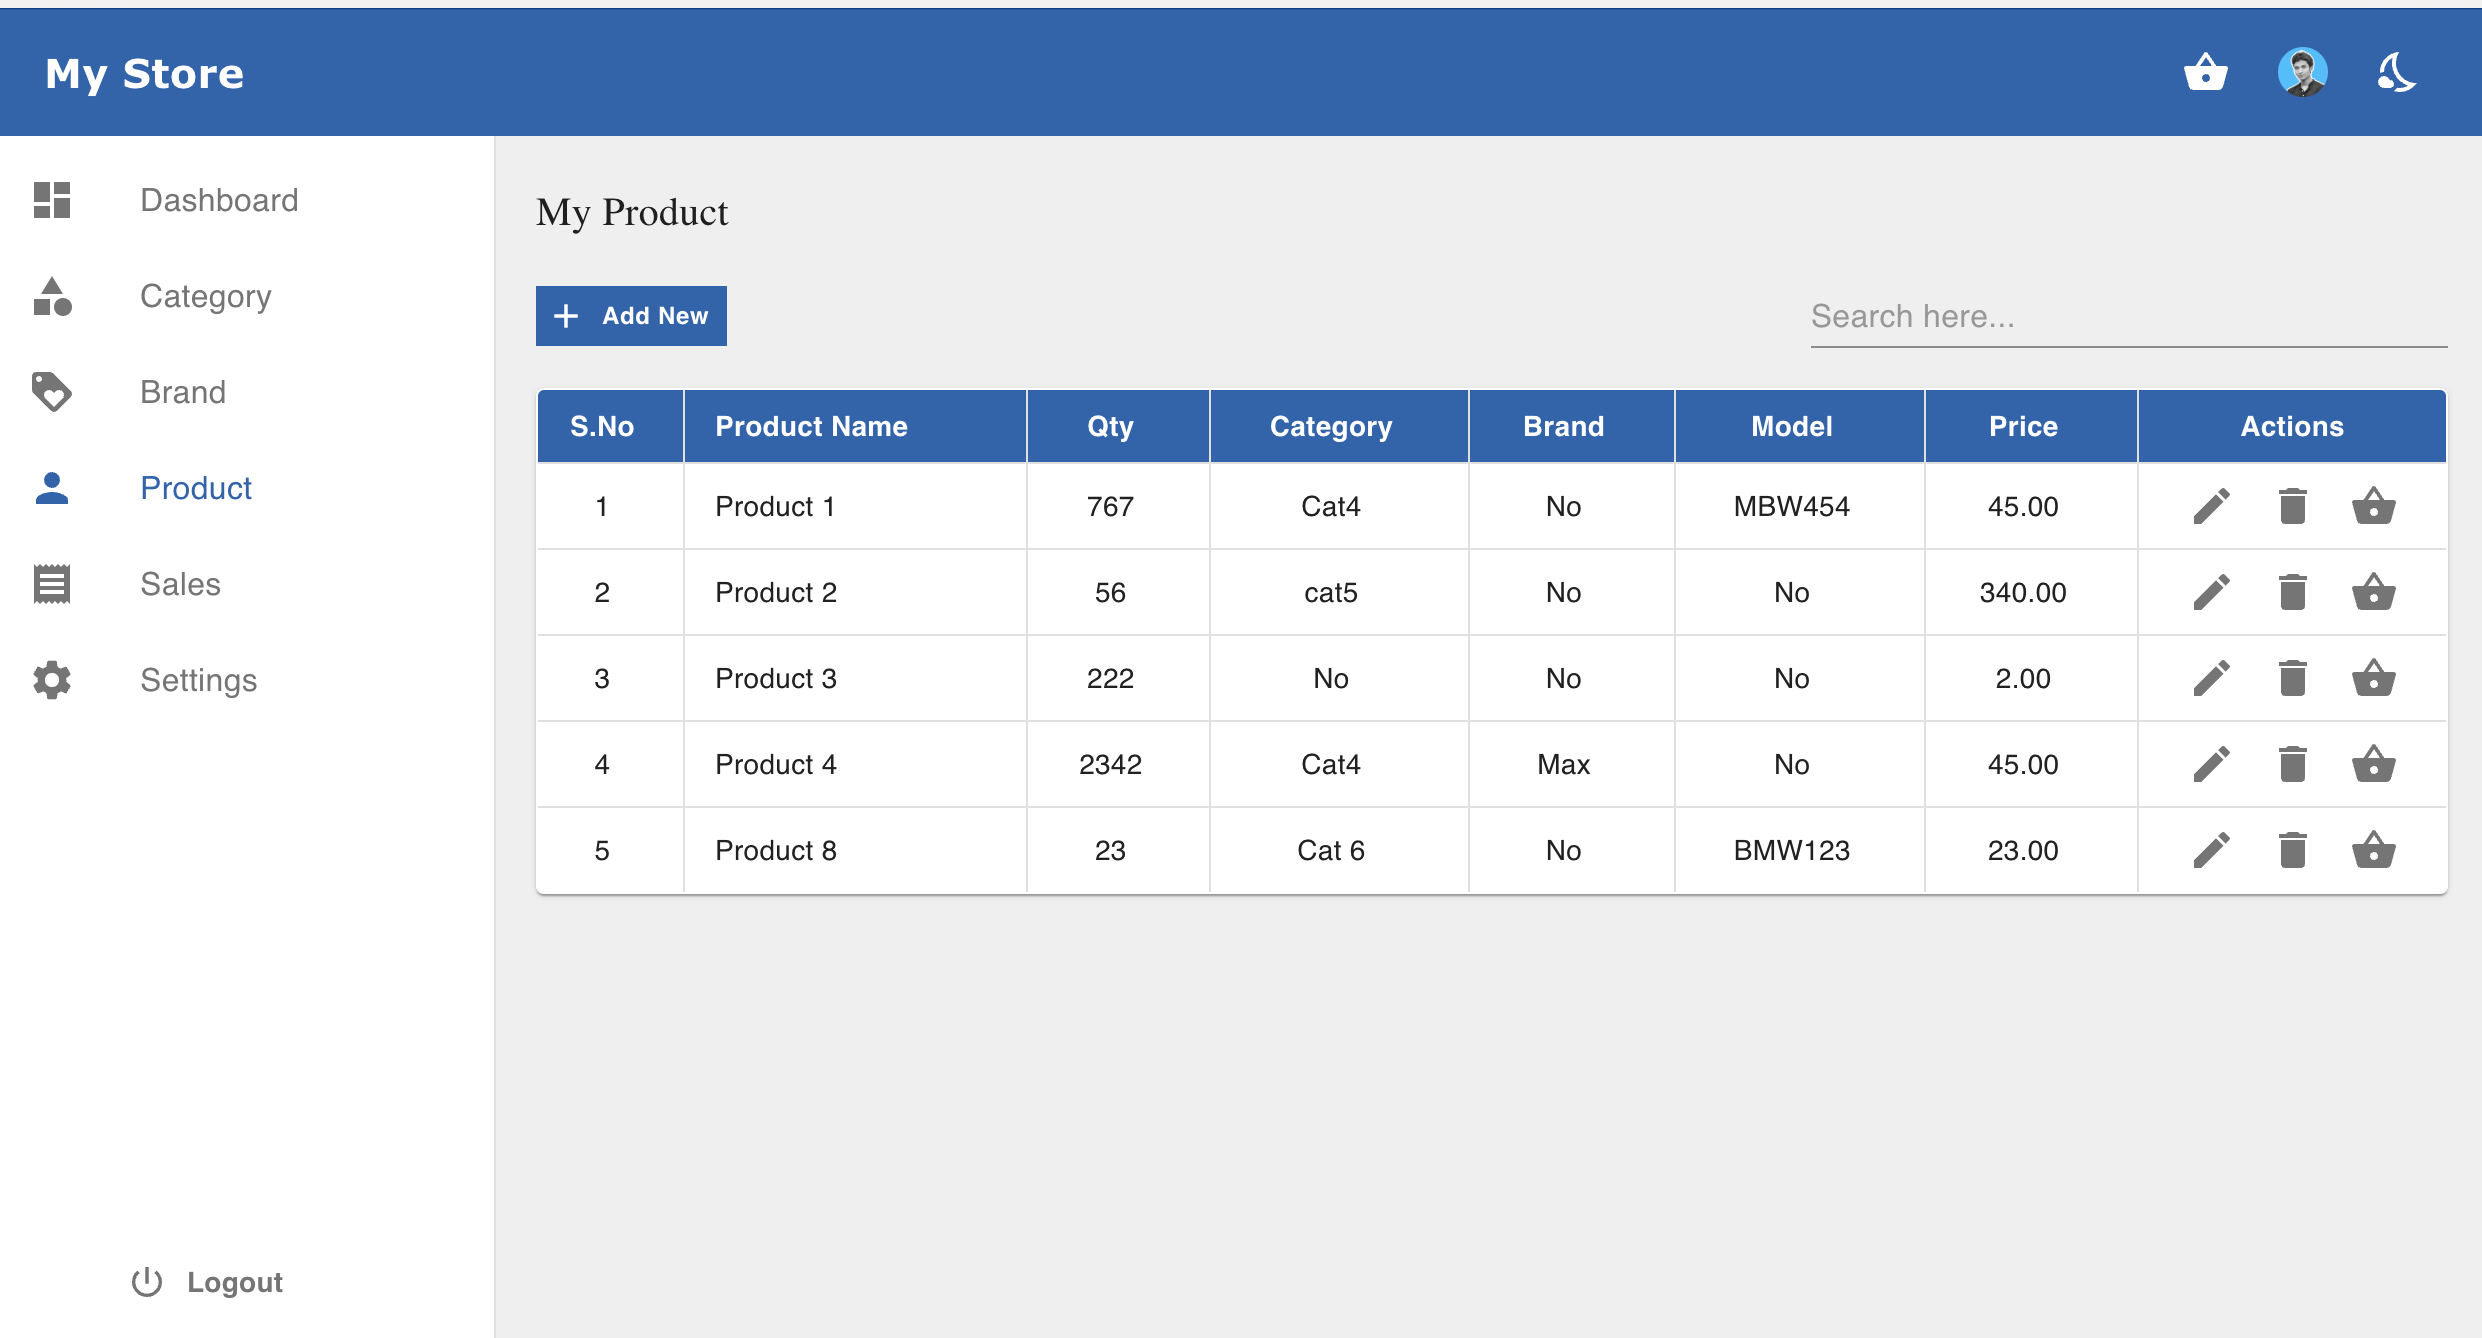 My Store
Dashboard
Category
Brand
Product
Sales
Settings
Logout
My Product
Add New
Search here...
S.No Product Name Qty Category Brand Model Price Actions
1 Product 1 767 Cat4 No MBW454 45.00
2 Product 2 56 cat5 No No 340.00
3 Product 3 222 No No No 2.00
4 Product 4 2342 Cat4 Max No 45.00
5 Product 8 23 Cat 6 No BMW123 23.00